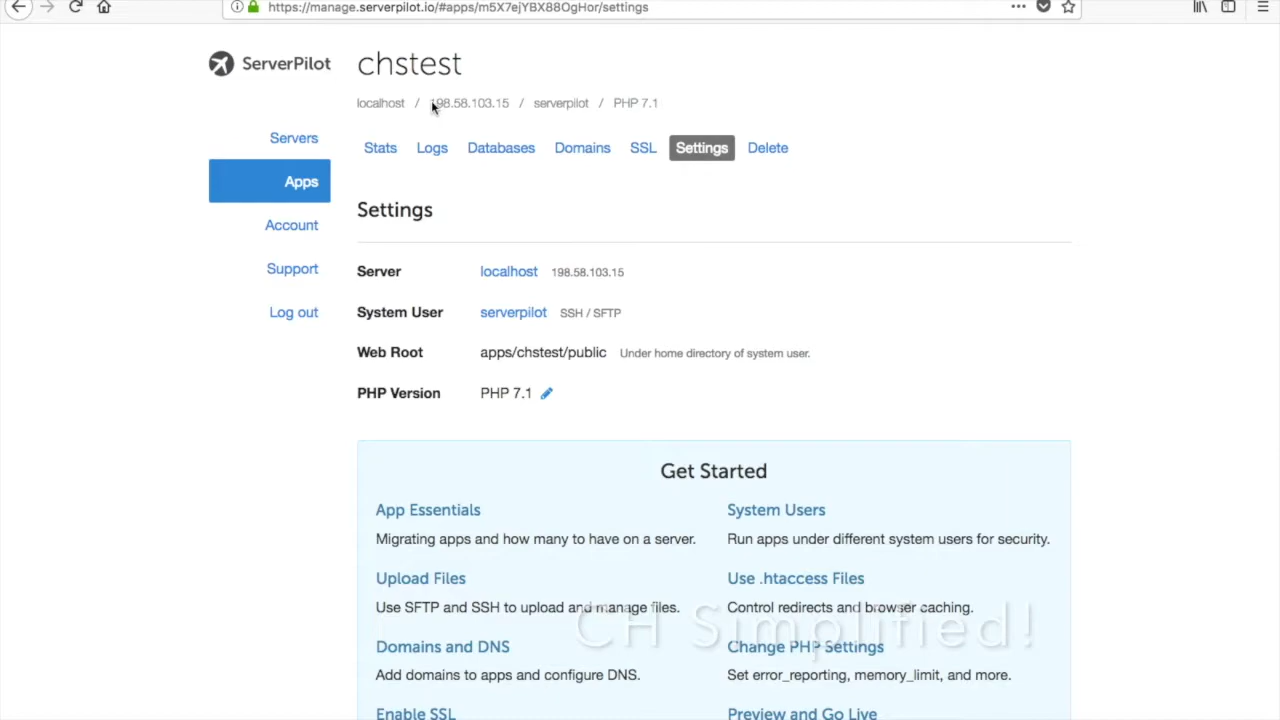 https://manage.serverpilot.io/#apps/m5X7ejYBX88OgHor/settings
ServerPilot
chstest
localhost / 198.58.103.15 / serverpilot / PHP 7.1
Servers
Apps
Account
Support
Log out
Stats Logs Databases Domains SSL Settings Delete
Settings
Server localhost 198.58.103.15
System User serverpilot SSH / SFTP
Web Root apps/chstest/public Under home directory of system user.
PHP Version PHP 7.1
Get Started
App Essentials
Migrating apps and how many to have on a server.
System Users
Run apps under different system users for security.
Upload Files
Use SFTP and SSH to upload and manage files.
Use .htaccess Files
Control redirects and browser caching.
CH Simplified!
Domains and DNS
Add domains to apps and configure DNS.
Change PHP Settings
Set error_reporting, memory_limit, and more.
Enable SSL
Preview and Go Live